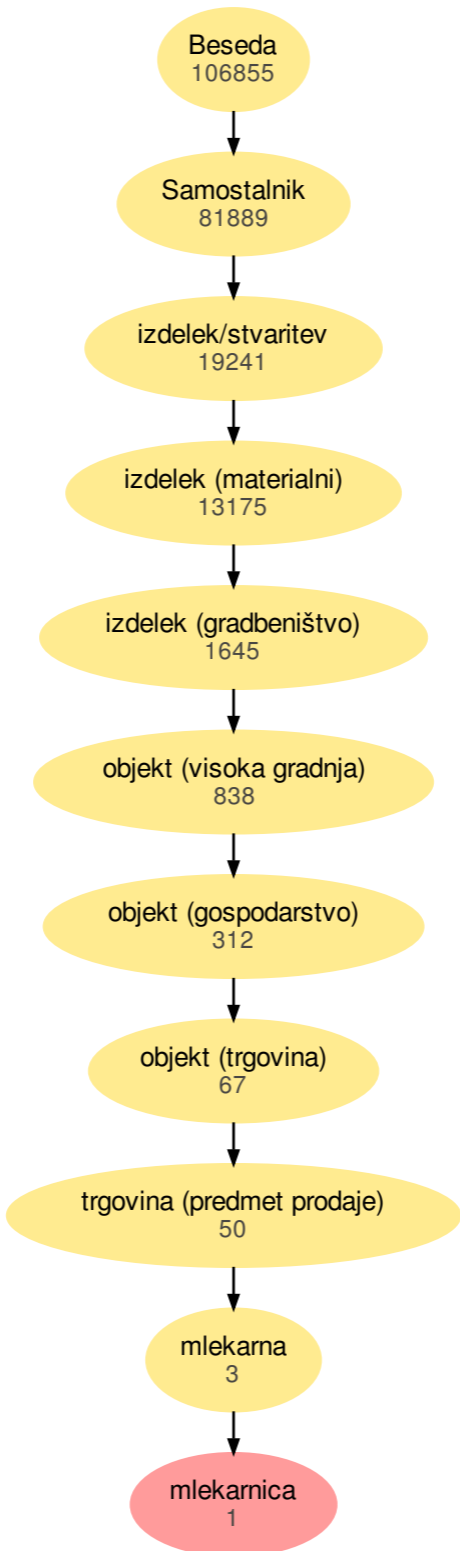 Beseda
106855
Samostalnik
81889
izdelek/stvaritev
19241
izdelek (materialni)
13175
izdelek (gradbeništvo)
1645
objekt (visoka gradnja)
838
objekt (gospodarstvo)
312
objekt (trgovina)
67
trgovina (predmet prodaje)
50
mlekarna
3
mlekarnica
1